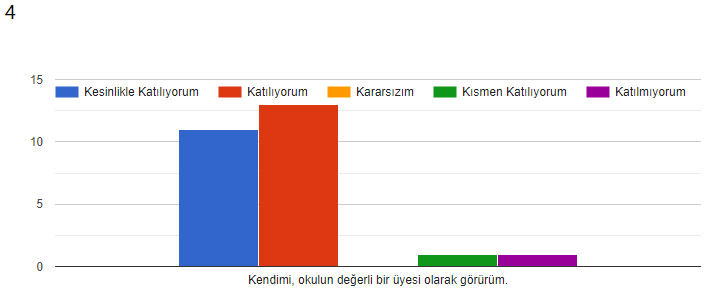 4
15
Kesinlikle Katılıyorum Katılıyorum Kararsızım Kısmen Katılıyorum Katılmıyorum
10
5
0
Kendimi, okulun değerli bir üyesi olarak görürüm.